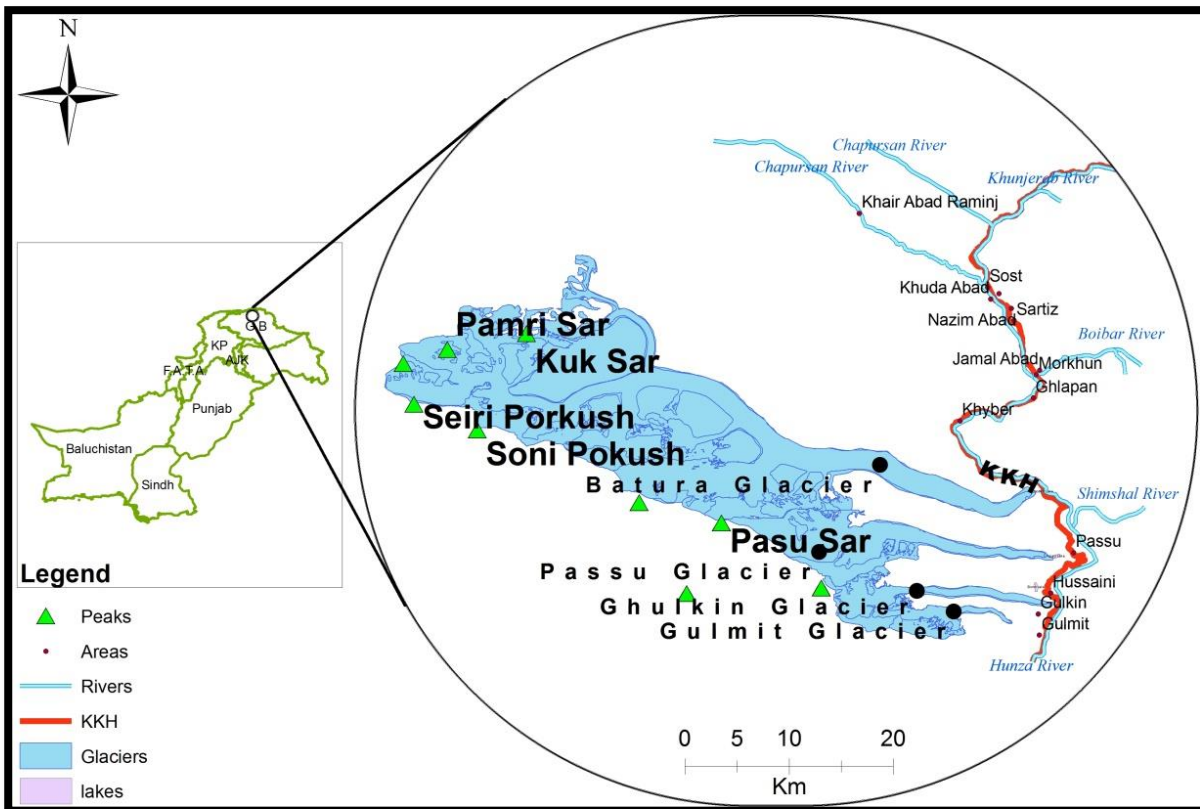 N
Chapursan River
Chapursan River
Khunjerab River
Khair Abad Raminj
Sost
Khuda Abad
Sartiz
Nazim Abad
Boibar River
Jamal Abad
Morkhun
Ghlapan
Khyber
KKH
Shimshal River
Passu
Hussaini
Gulkin
Gulmit
Hunza River
Pamri Sar
Kuk Sar
Seiri Porkush
Soni Pokush
Batura Glacier
Pasu Sar
Passu Glacier
Ghulkin Glacier
Gulmit Glacier
G.B
KP
AJK
F.A.T.A.
Punjab
Baluchistan
Sindh
Legend
Peaks
Areas
Rivers
KKH
Glaciers
lakes
0 5 10 20
Km